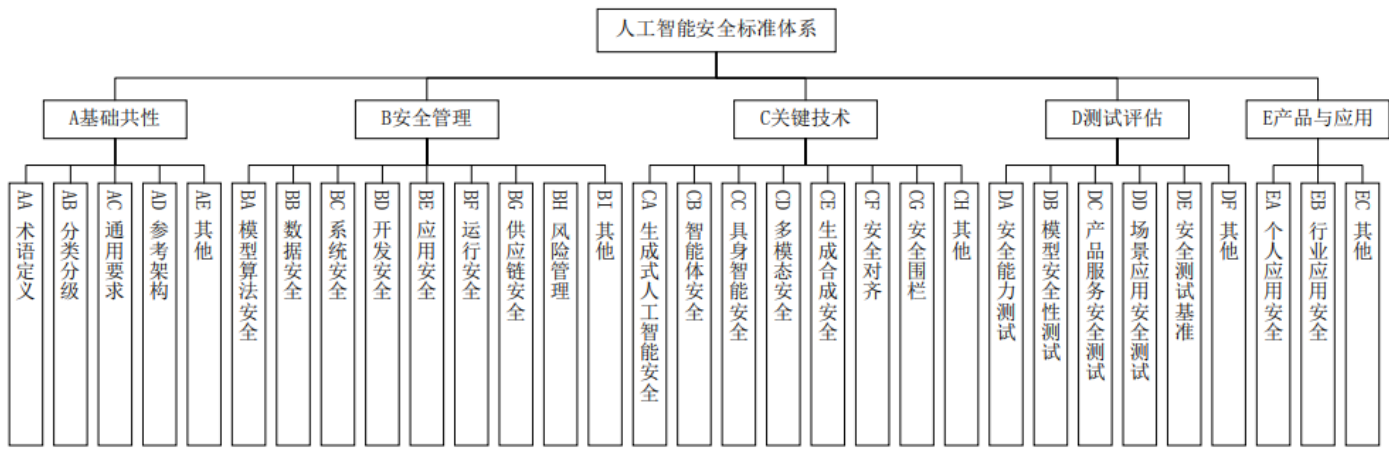 人工智能安全标准体系
A基础共性
B安全管理
C关键技术
D测试评估
E产品与应用
AA 术语定义
AB 分类分级
AC 通用要求
AD 参考架构
AE 其他
BA 模型算法安全
BB 数据安全
BC 系统安全
BD 开发安全
BE 应用安全
BF 运行安全
BG 供应链安全
BH 风险管理
BI 其他
CA 生成式人工智能安全
CB 智能体安全
CC 具身智能安全
CD 多模态安全
CE 生成合成安全
CF 安全对齐
CG 安全围栏
CH 其他
DA 安全能力测试
DB 模型安全性测试
DC 产品服务安全测试
DD 场景应用安全测试
DE 安全测试基准
DF 其他
EA 个人应用安全
EB 行业应用安全
EC 其他